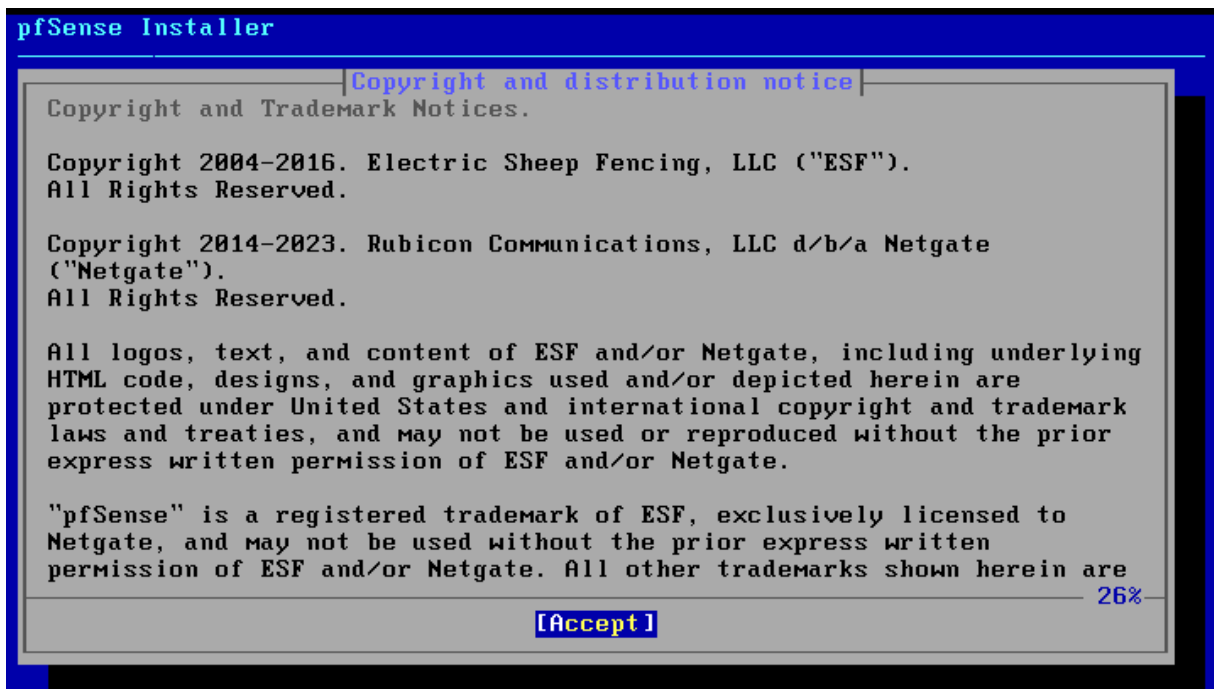 pfSense Installer
Copyright and distribution notice
Copyright and Trademark Notices.
Copyright 2004-2016. Electric Sheep Fencing, LLC ("ESF").
All Rights Reserved.
Copyright 2014-2023. Rubicon Communications, LLC d/b/a Netgate
("Netgate").
All Rights Reserved.
All logos, text, and content of ESF and/or Netgate, including underlying
HTML code, designs, and graphics used and/or depicted herein are
protected under United States and international copyright and trademark
laws and treaties, and may not be used or reproduced without the prior
express written permission of ESF and/or Netgate.
"pfSense" is a registered trademark of ESF, exclusively licensed to
Netgate, and may not be used without the prior express written
permission of ESF and/or Netgate. All other trademarks shown herein are
26%
[Accept]